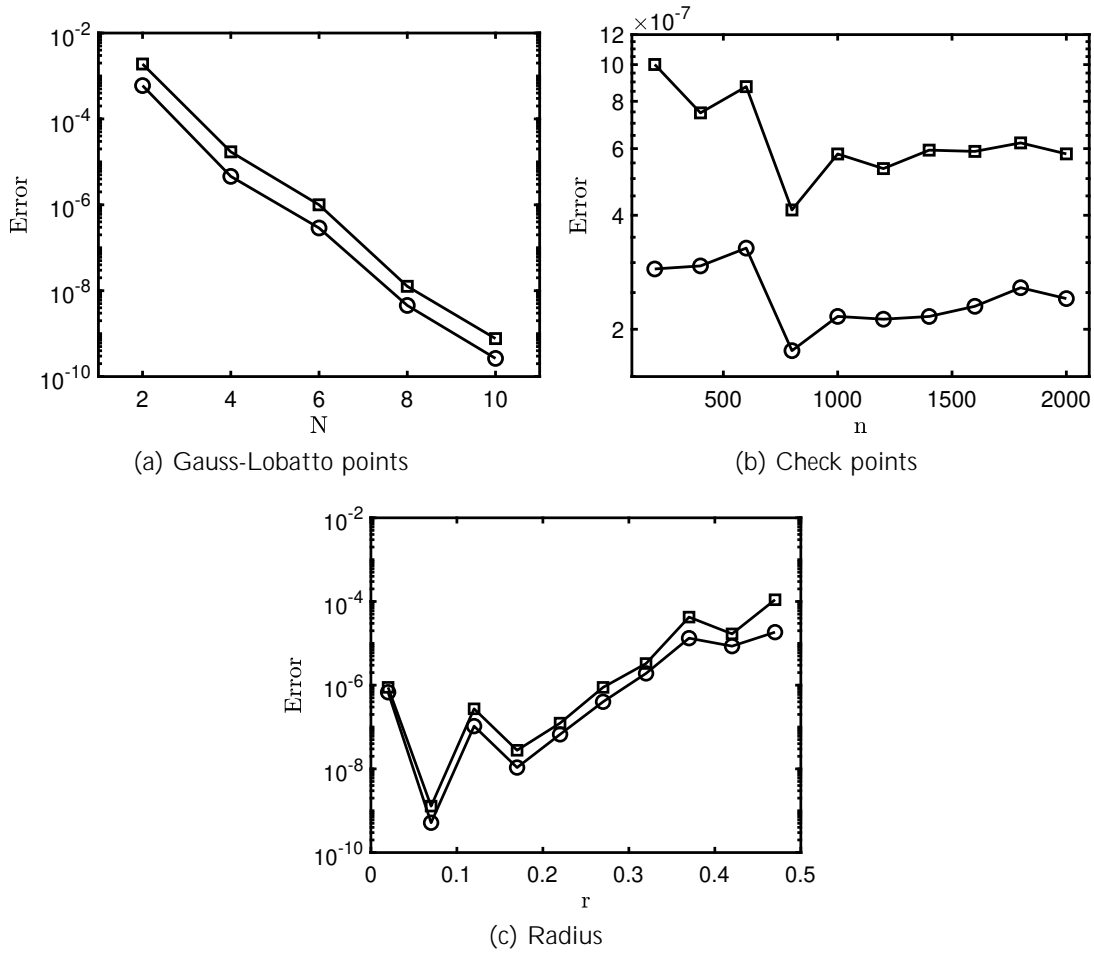 10^-2
10^-4
10^-6
10^-8
10^-10
Error
2 4 6 8 10
N
(a) Gauss-Lobatto points
×10^-7
12
10
8
6
4
2
Error
500 1000 1500 2000
n
(b) Check points
10^-2
10^-4
10^-6
10^-8
10^-10
Error
0 0.1 0.2 0.3 0.4 0.5
r
(c) Radius